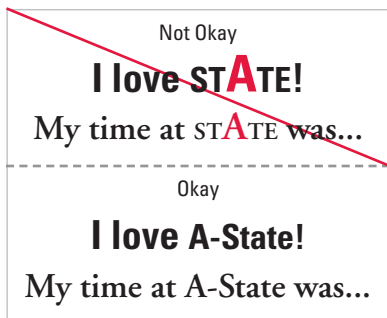 Not Okay
I love STATE!
My time at STATE was...
Okay
I love A-State!
My time at A-State was...